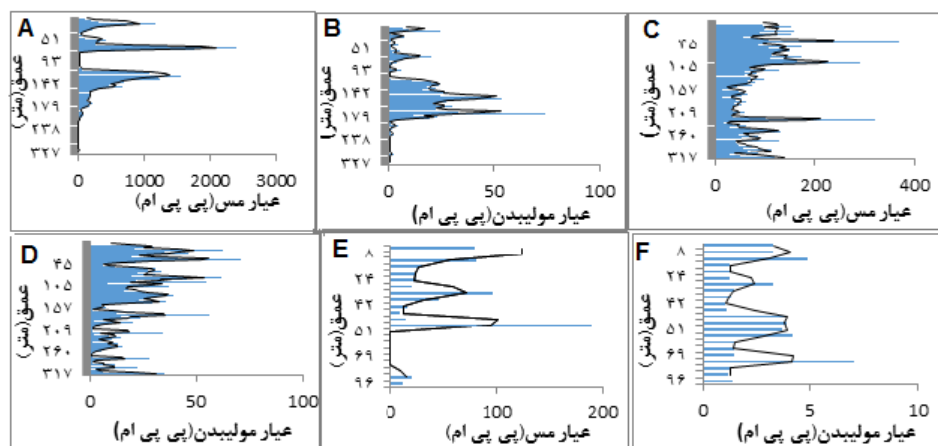 A
عمق(متر)
۵۱
۹۳
۱۴۲
۱۷۹
۲۳۸
۳۲۷
0 1000 2000 3000
عیار مس(پی پی ام)
B
عمق(متر)
۵۱
۹۳
۱۴۲
۱۷۹
۲۳۸
۳۲۷
0 50 100
عیار مولیبدن(پی پی ام)
C
عمق(متر)
۴۵
۱۰۵
۱۵۷
۲۰۹
۲۶۰
۳۱۷
0 200 400
عیار مس(پی پی ام)
D
عمق(متر)
۴۵
۱۰۵
۱۵۷
۲۰۹
۲۶۰
۳۱۷
0 50 100
عیار مولیبدن(پی پی ام)
E
عمق(متر)
۸
۲۴
۴۲
۵۱
۶۹
۹۶
0 100 200
عیار مس(پی پی ام)
F
عمق(متر)
۸
۲۴
۴۲
۵۱
۶۹
۹۶
0 5 10
عیار مولیبدن(پی پی ام)